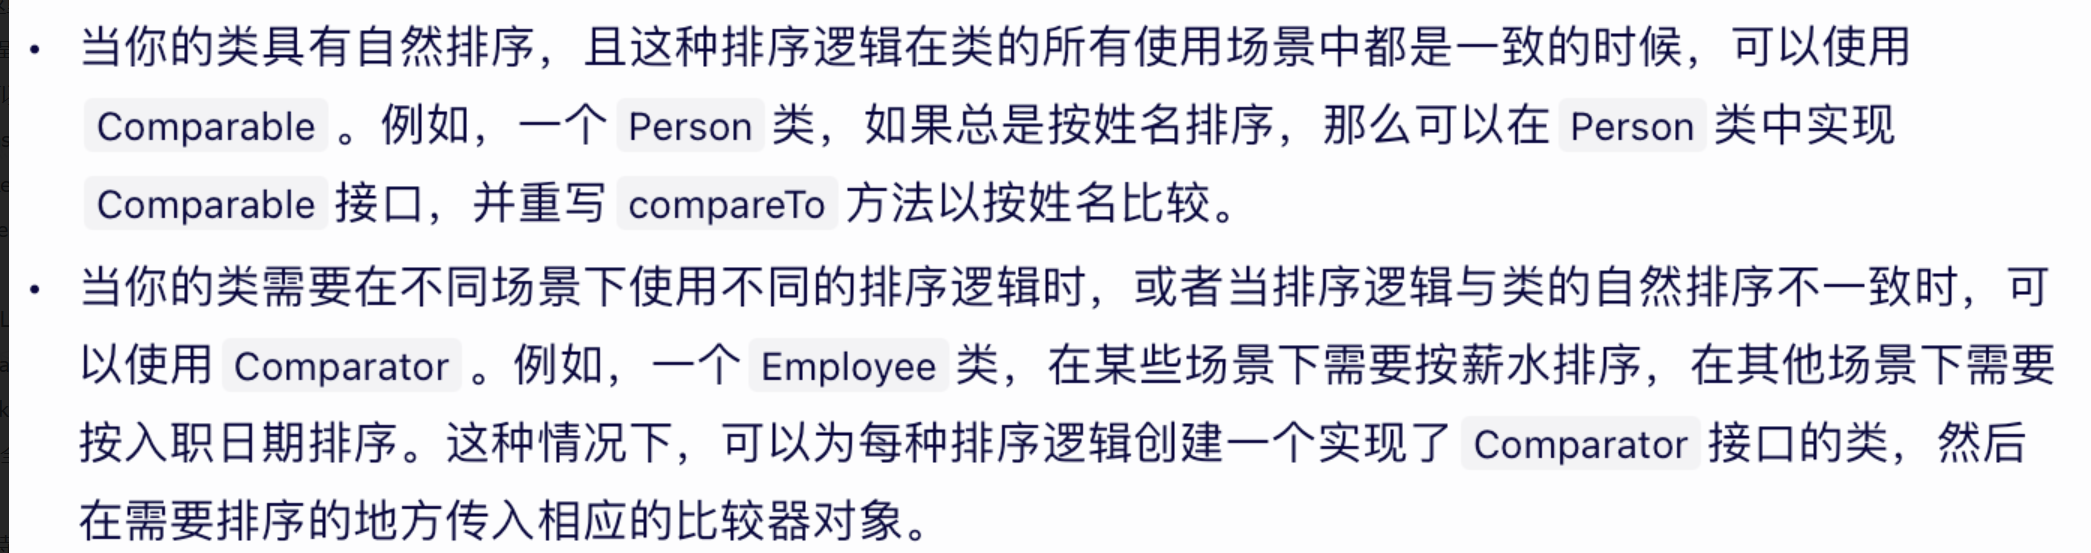 • 当你的类具有自然排序，且这种排序逻辑在类的所有使用场景中都是一致的时候，可以使用
Comparable 。例如，一个 Person 类，如果总是按姓名排序，那么可以在 Person 类中实现
Comparable 接口，并重写 compareTo 方法以按姓名比较。
• 当你的类需要在不同场景下使用不同的排序逻辑时，或者当排序逻辑与类的自然排序不一致时，可
以使用 Comparator 。例如，一个 Employee 类，在某些场景下需要按薪水排序，在其他场景下需要
按入职日期排序。这种情况下，可以为每种排序逻辑创建一个实现了 Comparator 接口的类，然后
在需要排序的地方传入相应的比较器对象。